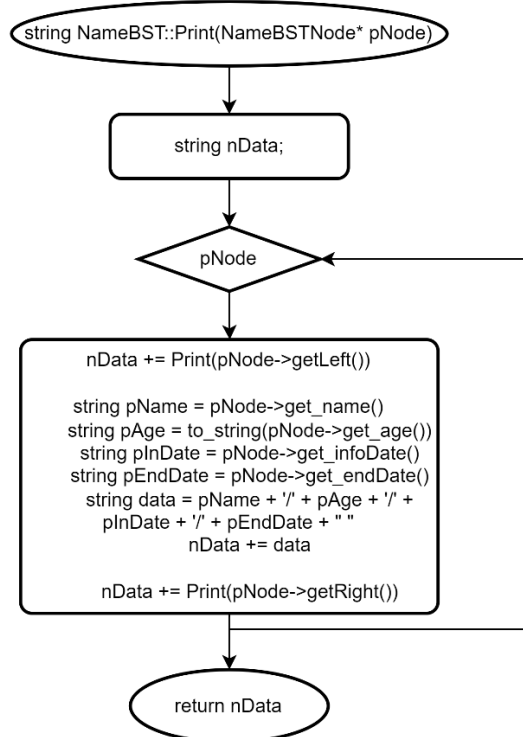 string NameBST::Print(NameBSTNode* pNode)
string nData;
pNode
nData += Print(pNode->getLeft())
string pName = pNode->get_name()
string pAge = to_string(pNode->get_age())
string pInDate = pNode->get_infoDate()
string pEndDate = pNode->get_endDate()
string data = pName + '/' + pAge + '/' +
pInDate + '/' + pEndDate + " "
nData += data
nData += Print(pNode->getRight())
return nData